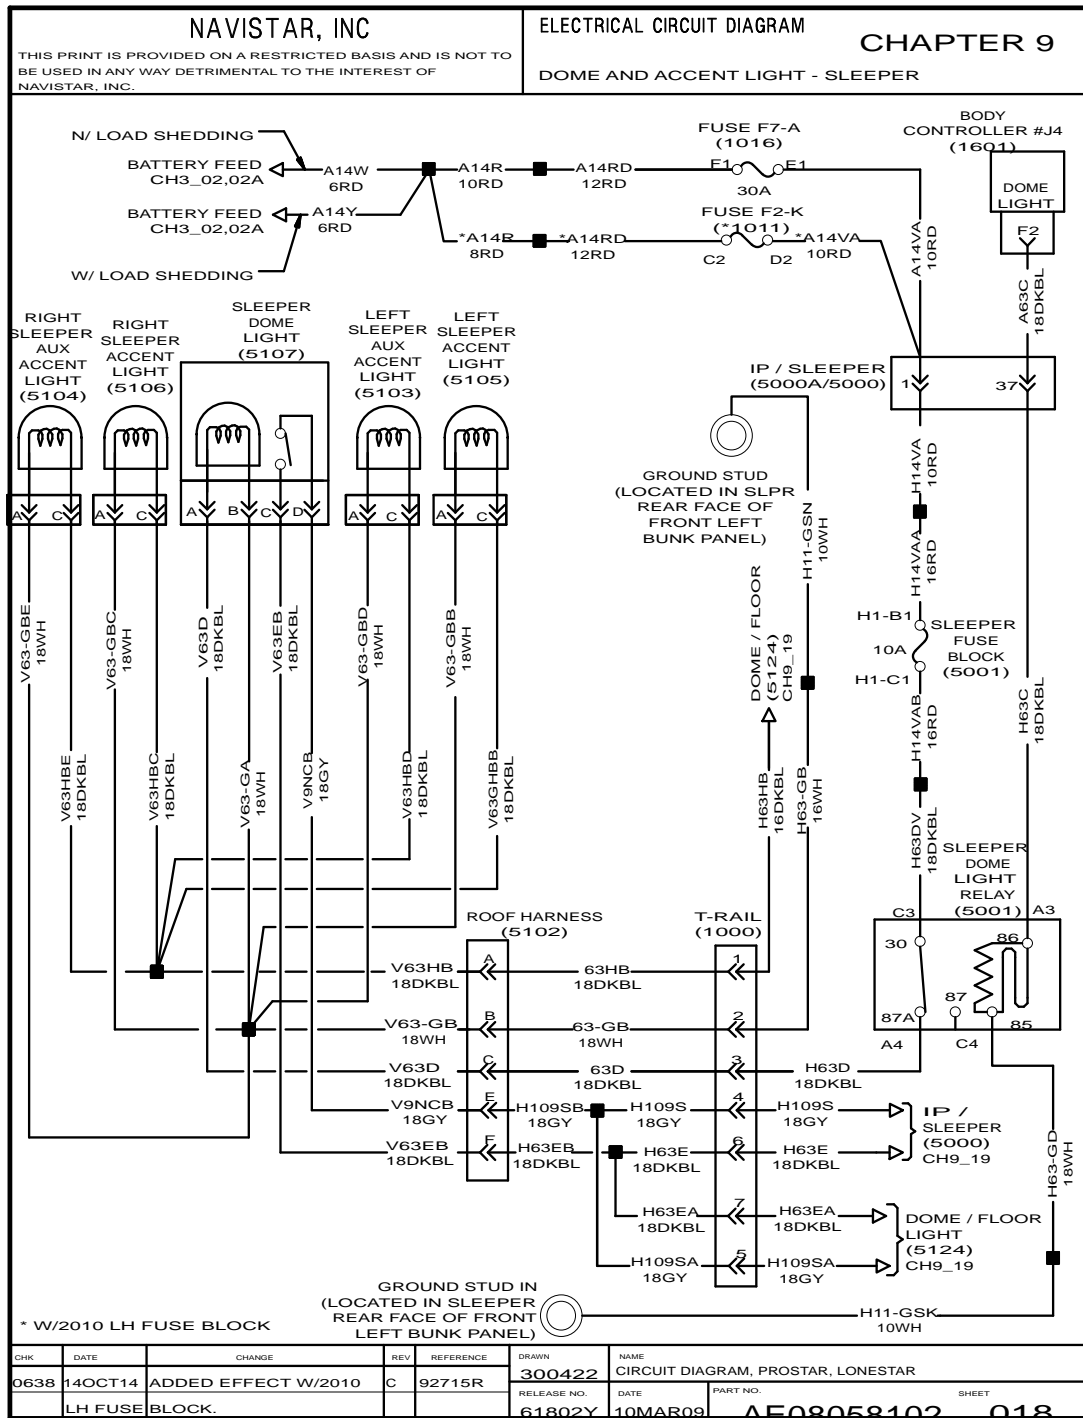 NAVISTAR, INC
THIS PRINT IS PROVIDED ON A RESTRICTED BASIS AND IS NOT TO
BE USED IN ANY WAY DETRIMENTAL TO THE INTEREST OF
NAVISTAR, INC.
ELECTRICAL CIRCUIT DIAGRAM
CHAPTER 9
DOME AND ACCENT LIGHT - SLEEPER
N/ LOAD SHEDDING
BATTERY FEED
CH3_02,02A
A14W
6RD
BATTERY FEED
CH3_02,02A
A14Y
6RD
W/ LOAD SHEDDING
A14R
10RD
A14RD
12RD
FUSE F7-A
(1016)
F1
E1
30A
*A14R
8RD
*A14RD
12RD
FUSE F2-K
(*1011)
C2
D2
*A14VA
10RD
A14VA
10RD
BODY
CONTROLLER #J4
(1601)
DOME
LIGHT
F2
A63C
18DKBL
RIGHT
SLEEPER
AUX
ACCENT
LIGHT
(5104)
RIGHT
SLEEPER
ACCENT
LIGHT
(5106)
SLEEPER
DOME
LIGHT
(5107)
LEFT
SLEEPER
AUX
ACCENT
LIGHT
(5103)
LEFT
SLEEPER
ACCENT
LIGHT
(5105)
A
C
A
C
A
B
C
D
A
C
A
C
IP / SLEEPER
(5000A/5000)
1
37
GROUND STUD
(LOCATED IN SLPR
REAR FACE OF
FRONT LEFT
BUNK PANEL)
H11-GSN
10WH
H14VA
10RD
H14VAA
16RD
H1-B1
10A
H1-C1
SLEEPER
FUSE
BLOCK
(5001)
H14VAB
16RD
H63C
18DKBL
DOME / FLOOR
(5124)
CH9_19
V63-GBE
18WH
V63-GBC
18WH
V63D
18DKBL
V63EB
18DKBL
V63-GBD
18WH
V63-GBB
18WH
V63HBE
18DKBL
V63HBC
18DKBL
V63-GA
18WH
V9NCB
18GY
V63HBD
18DKBL
V63GHBB
18DKBL
H63HB
16DKBL
H63-GB
16WH
H63DV
18DKBL
SLEEPER
DOME
LIGHT
RELAY
(5001)
C3
A3
30
86
87
87A
85
A4
C4
ROOF HARNESS
(5102)
T-RAIL
(1000)
V63HB
18DKBL
A
63HB
18DKBL
1
V63-GB
18WH
B
63-GB
18WH
2
V63D
18DKBL
C
63D
18DKBL
3
H63D
18DKBL
V9NCB
18GY
E
H109SB
18GY
H109S
18GY
4
H109S
18GY
V63EB
18DKBL
F
H63EB
18DKBL
H63E
18DKBL
6
H63E
18DKBL
IP /
SLEEPER
(5000)
CH9_19
H63EA
18DKBL
7
H63EA
18DKBL
H109SA
18GY
5
H109SA
18GY
DOME / FLOOR
LIGHT
(5124)
CH9_19
H63-GD
18WH
GROUND STUD IN
(LOCATED IN SLEEPER
REAR FACE OF FRONT
LEFT BUNK PANEL)
H11-GSK
10WH
* W/2010 LH FUSE BLOCK
CHK DATE CHANGE REV REFERENCE
0638 14OCT14 ADDED EFFECT W/2010 C 92715R
LH FUSE BLOCK.
DRAWN
300422
NAME
CIRCUIT DIAGRAM, PROSTAR, LONESTAR
RELEASE NO.
61802Y
DATE
10MAR09
PART NO.
AE08058102
SHEET
018